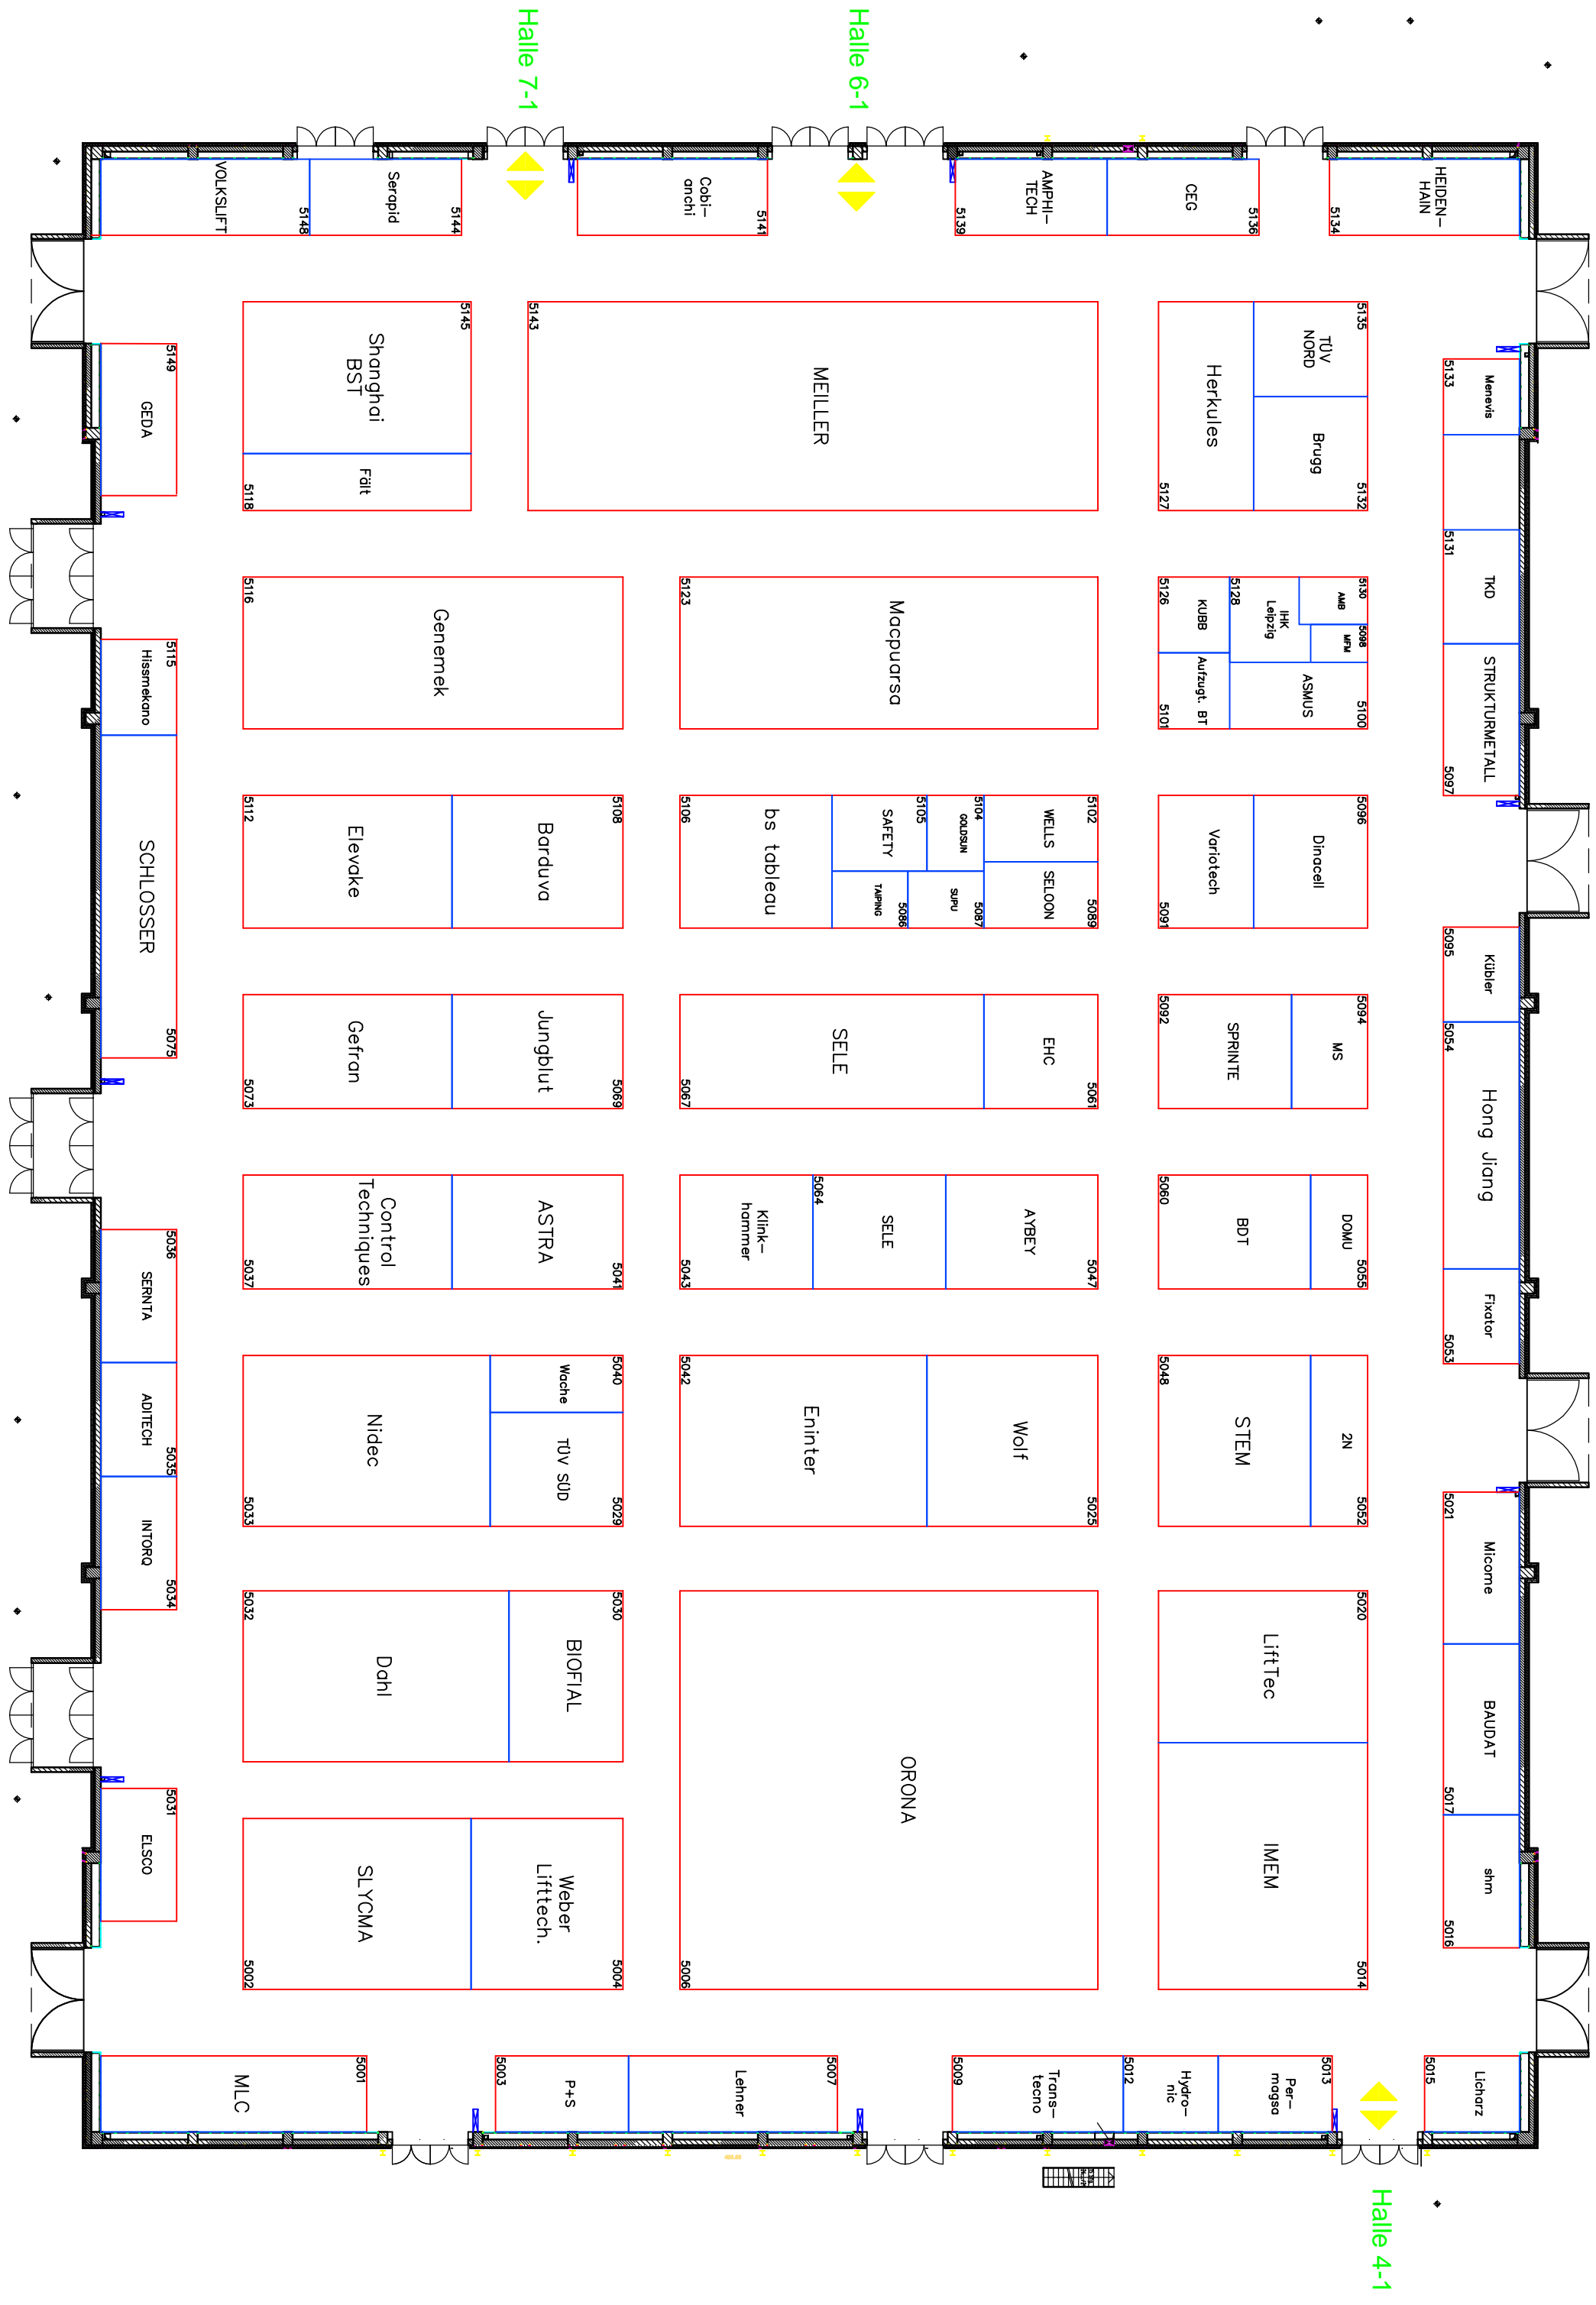 Halle 7-1
Halle 6-1
VOLKSLIFT
5148
Serapid
5144
Cobi-
anchi
5141
AMPHI-
TECH
5139
CEG
5136
HEIDEN-
HAIN
5134
5149
GEDA
5145
Shanghai
BST
Fält
5118
5143
MEILLER
5135
TÜV
NORD
Herkules
5127
Brugg
5132
Menevis
5133
5131
TKD
STRUKTURMETALL
5097
5116
Genemek
5123
Macpuarsa
5126
KUBB
5128
IHK
Leipzig
5130
AMB
5098
MFM
Aufzugt. BT
5101
ASMUS
5100
5115
Hissmekano
SCHLOSSER
5075
5112
Elevake
5108
Barduva
5106
bs tableau
5105
SAFETY
5104
GOLDSUN
5102
WELLS
TAIPING
5086
SUPU
5087
SELOON
5089
Variotech
5091
5096
Dinacell
5095
Kübler
5054
Hong Jiang
Fixator
5053
Gefran
5073
Jungblut
5069
SELE
5067
EHC
5061
5092
SPRINTE
5094
MS
Control
Techniques
5037
ASTRA
5041
Klink-
hammer
5043
5064
SELE
AYBEY
5047
5060
BDT
DOMU
5055
5036
SERNTA
ADITECH
5035
INTORQ
5034
Nidec
5033
5040
Wache
TÜV SÜD
5029
5042
Eninter
Wolf
5025
5048
STEM
2N
5052
5021
Micome
BAUDAT
5017
shm
5016
5032
Dahl
5030
BIOFIAL
ORONA
5006
5020
LiftTec
IMEM
5014
5031
ELSCO
SLYCMA
5002
Weber
Lifttech.
5004
5001
MLC
5003
P+S
5007
Lehner
5009
Trans-
tecno
5012
Hydro-
nic
5013
Per-
magsa
5015
Licharz
Halle 4-1